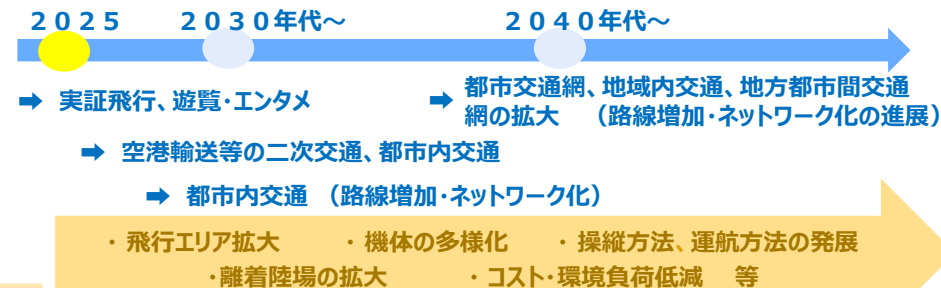 ２０２５　２０３０年代～　２０４０年代～
➡ 実証飛行、遊覧・エンタメ
➡ 都市交通網、地域内交通、地方都市間交通
網の拡大　（路線増加・ネットワーク化の進展）
➡ 空港輸送等の二次交通、都市内交通
➡ 都市内交通　（路線増加・ネットワーク化）
・飛行エリア拡大　・機体の多様化　・操縦方法、運航方法の発展
・離着陸場の拡大　・コスト・環境負荷低減　等